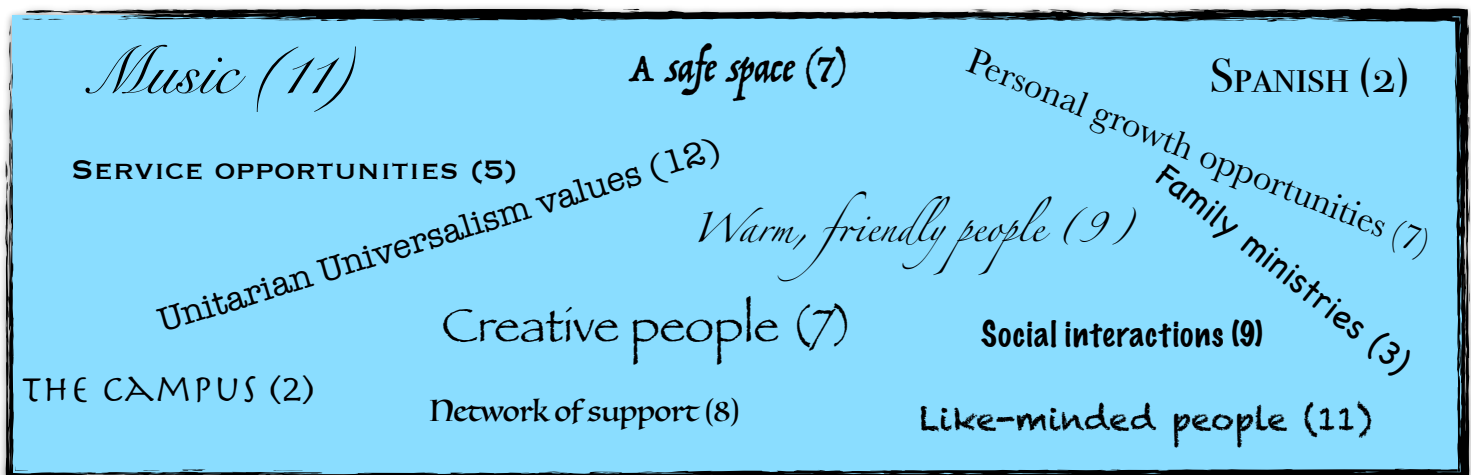 Music (11)
A safe space (7)
Personal growth opportunities (7)
SPANISH (2)
SERVICE OPPORTUNITIES (5)
Unitarian Universalism values (12)
Warm, friendly people (9)
Family ministries (3)
Creative people (7)
Social interactions (9)
THE CAMPUS (2)
Network of support (8)
Like-minded people (11)